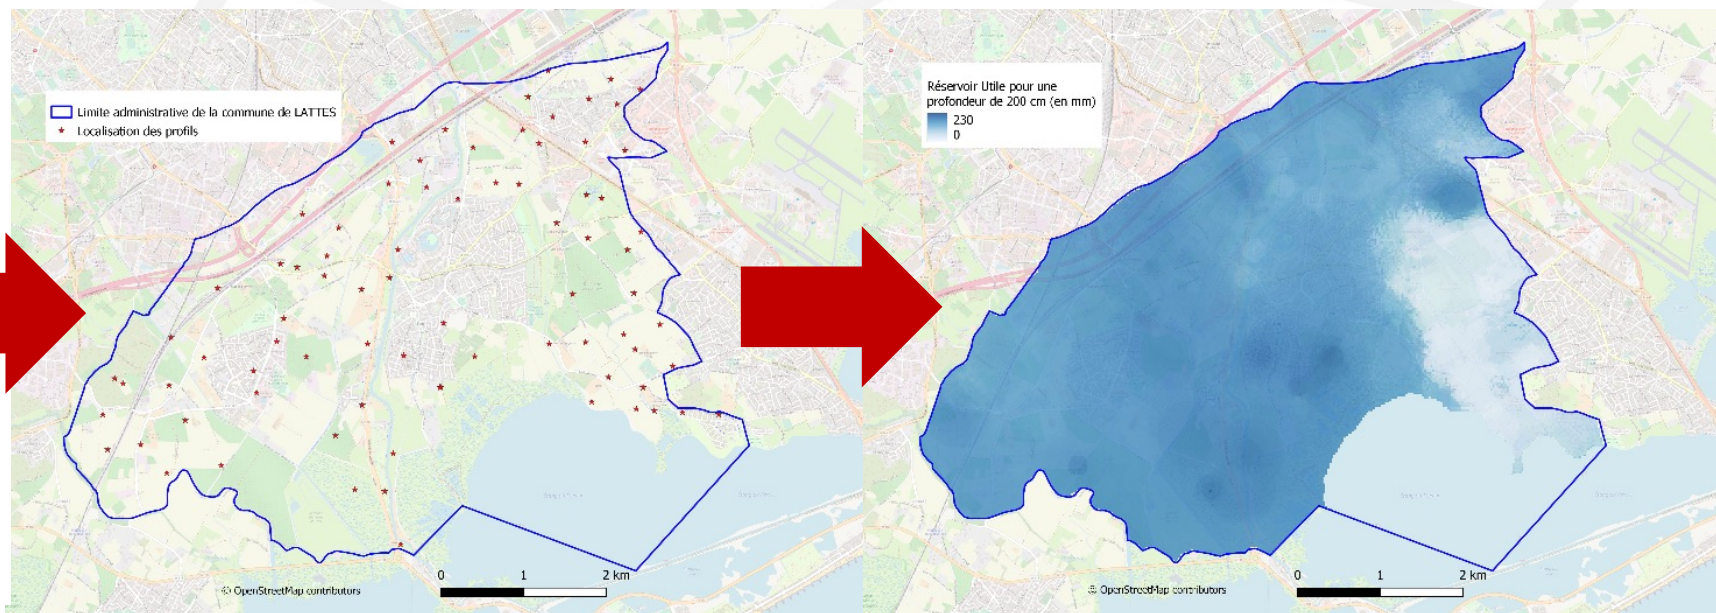 Limite administrative de la commune de LATTES
Localisation des profils
0 1 2 km
© OpenStreetMap contributors
Réservoir Utile pour une
profondeur de 200 cm (en mm)
230
0
0 1 2 km
© OpenStreetMap contributors